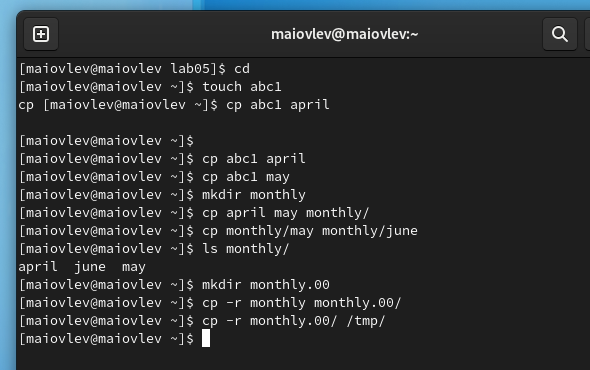 maiovlev@maiovlev:~
[maiovlev@maiovlev lab05]$ cd
[maiovlev@maiovlev ~]$ touch abc1
cp [maiovlev@maiovlev ~]$ cp abc1 april
[maiovlev@maiovlev ~]$
[maiovlev@maiovlev ~]$ cp abc1 april
[maiovlev@maiovlev ~]$ cp abc1 may
[maiovlev@maiovlev ~]$ mkdir monthly
[maiovlev@maiovlev ~]$ cp april may monthly/
[maiovlev@maiovlev ~]$ cp monthly/may monthly/june
[maiovlev@maiovlev ~]$ ls monthly/
april  june  may
[maiovlev@maiovlev ~]$ mkdir monthly.00
[maiovlev@maiovlev ~]$ cp -r monthly monthly.00/
[maiovlev@maiovlev ~]$ cp -r monthly.00/ /tmp/
[maiovlev@maiovlev ~]$